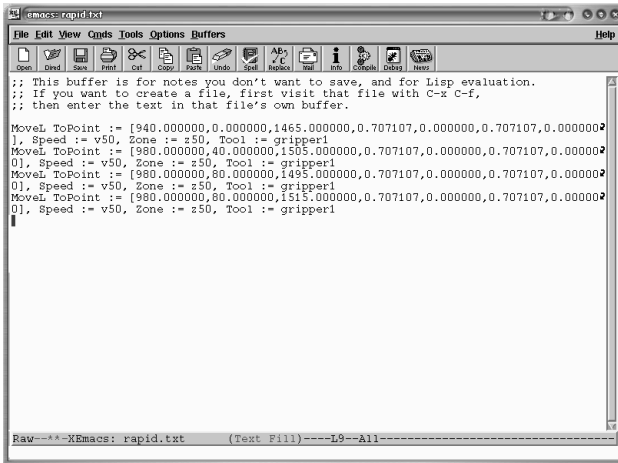 emacs: rapid.txt
File Edit View Cmds Tools Options Buffers Help
Open Dired Save Print Cut Copy Paste Undo Spell Replace Mail Info Compile Debug News
;; This buffer is for notes you don't want to save, and for Lisp evaluation.
;; If you want to create a file, first visit that file with C-x C-f,
;; then enter the text in that file's own buffer.
MoveL ToPoint := [940.000000,0.000000,1465.000000,0.707107,0.000000,0.707107,0.000000
], Speed := v50, Zone := z50, Tool := gripper1
MoveL ToPoint := [980.000000,40.000000,1505.000000,0.707107,0.000000,0.707107,0.00000
0], Speed := v50, Zone := z50, Tool := gripper1
MoveL ToPoint := [980.000000,80.000000,1495.000000,0.707107,0.000000,0.707107,0.00000
0], Speed := v50, Zone := z50, Tool := gripper1
MoveL ToPoint := [980.000000,80.000000,1515.000000,0.707107,0.000000,0.707107,0.00000
0], Speed := v50, Zone := z50, Tool := gripper1
Raw--**-XEmacs: rapid.txt (Text Fill)----L9--All-----------------------------------